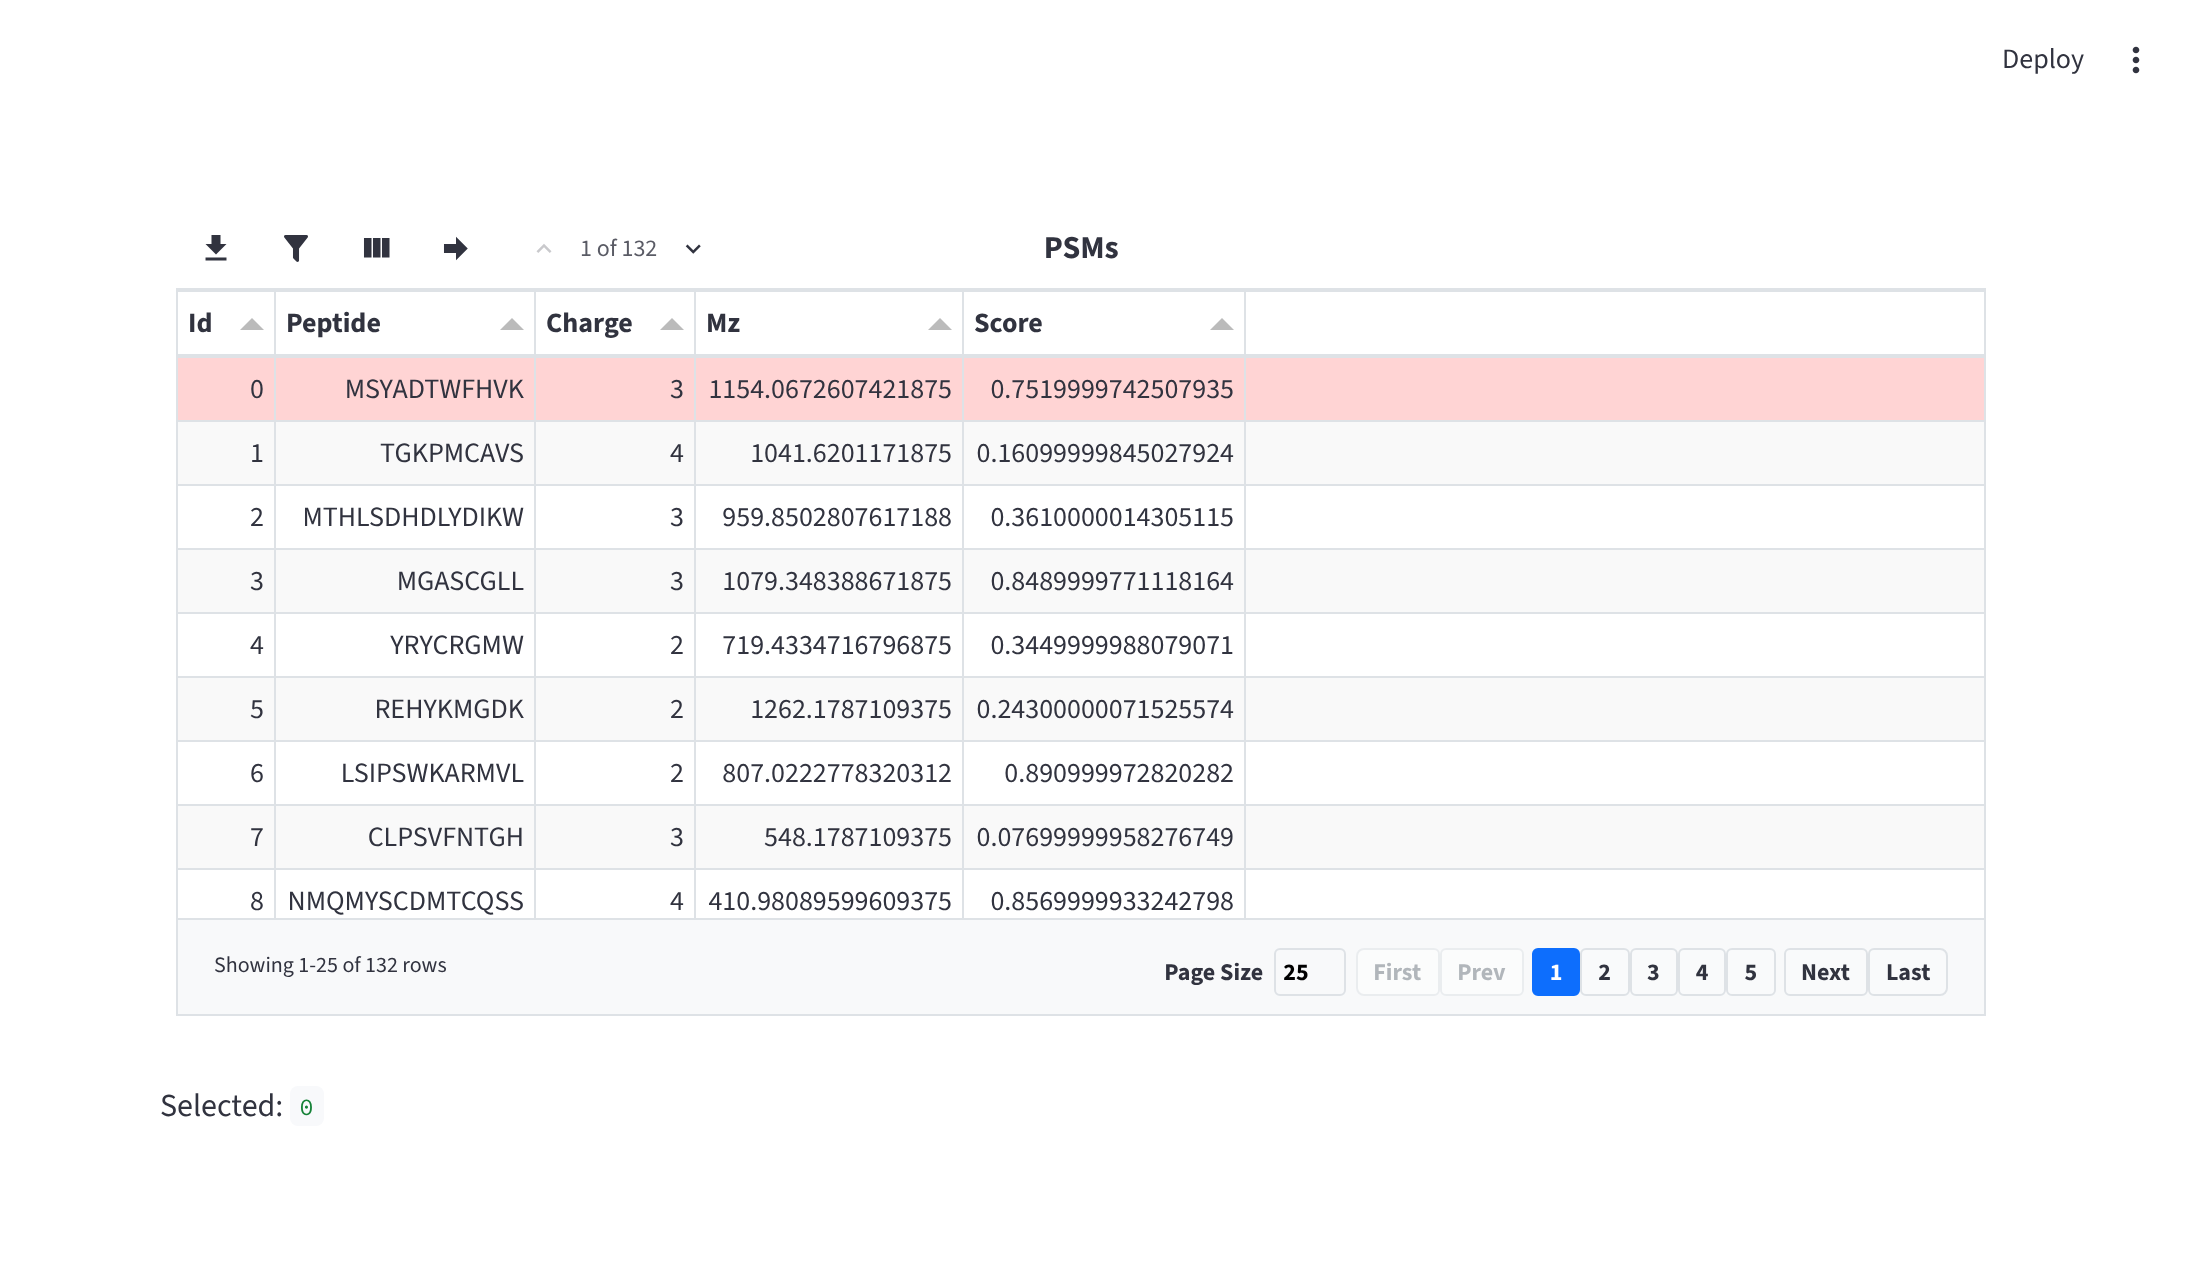 Deploy
1 of 132 PSMs
Id Peptide Charge Mz Score
0 MSYADTWFHVK 3 1154.0672607421875 0.7519999742507935
1 TGKPMCAVS 4 1041.6201171875 0.16099999845027924
2 MTHLSDHDLYDIKW 3 959.8502807617188 0.3610000014305115
3 MGASCGLL 3 1079.348388671875 0.8489999771118164
4 YRYCRGMW 2 719.4334716796875 0.3449999988079071
5 REHYKMGDK 2 1262.1787109375 0.24300000071525574
6 LSIPSWKARMVL 2 807.0222778320312 0.890999972820282
7 CLPSVFNTGH 3 548.1787109375 0.07699999958276749
8 NMQMYSCDMTCQSS 4 410.98089599609375 0.8569999933242798
Showing 1-25 of 132 rows Page Size 25 First Prev 1 2 3 4 5 Next Last
Selected: 0